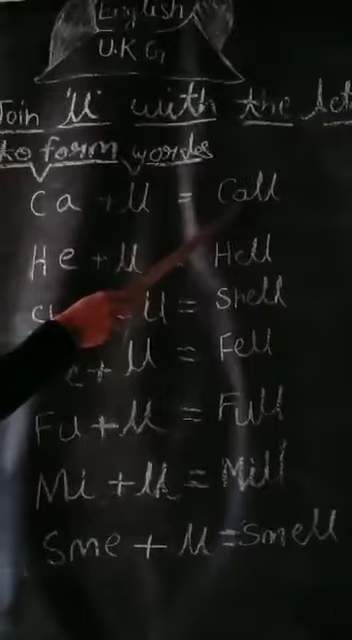 English
U.K.G
Join ll with the lett
to form words
Ca + ll = Call
He + ll = Hell
ll = Shell
e + ll = Fell
Fu + ll = Full
Mi + ll = Mill
Sme + ll = Smell